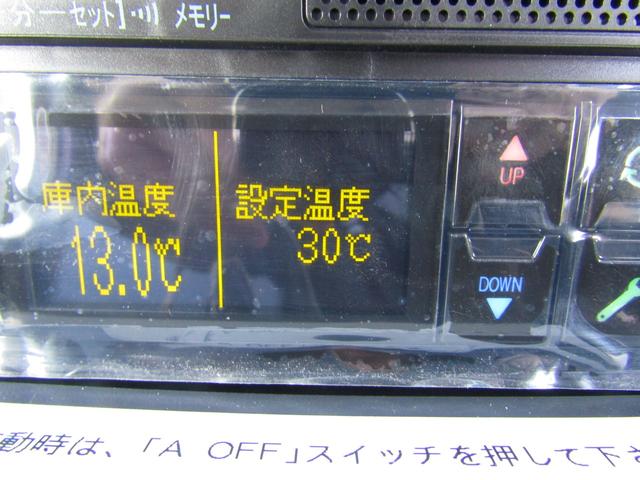 分ーセット] メモリー
庫内温度 設定温度
13.0℃ 30℃
UP
DOWN
動時は、「A OFF」スイッチを押して下さ